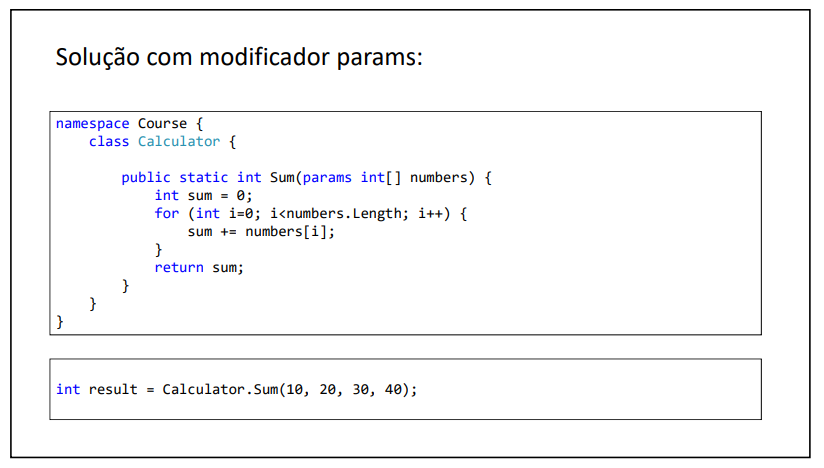 Solução com modificador params:
namespace Course {
    class Calculator {
        public static int Sum(params int[] numbers) {
            int sum = 0;
            for (int i=0; i<numbers.Length; i++) {
                sum += numbers[i];
            }
            return sum;
        }
    }
}
int result = Calculator.Sum(10, 20, 30, 40);